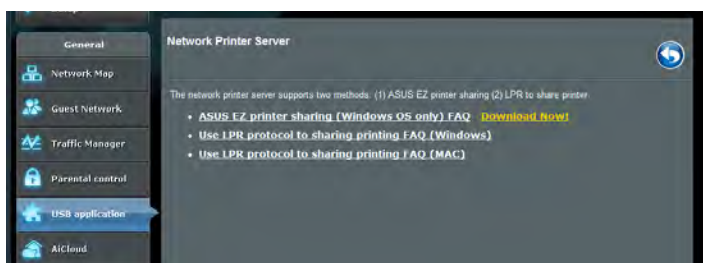 General
Network Map
Guest Network
Traffic Manager
Parental control
USB application
AiCloud
Network Printer Server
The network printer server supports two methods: (1) ASUS EZ printer sharing (2) LPR to share printer
ASUS EZ printer sharing (Windows OS only) FAQ Download Now!
Use LPR protocol to sharing printing FAQ (Windows)
Use LPR protocol to sharing printing FAQ (MAC)